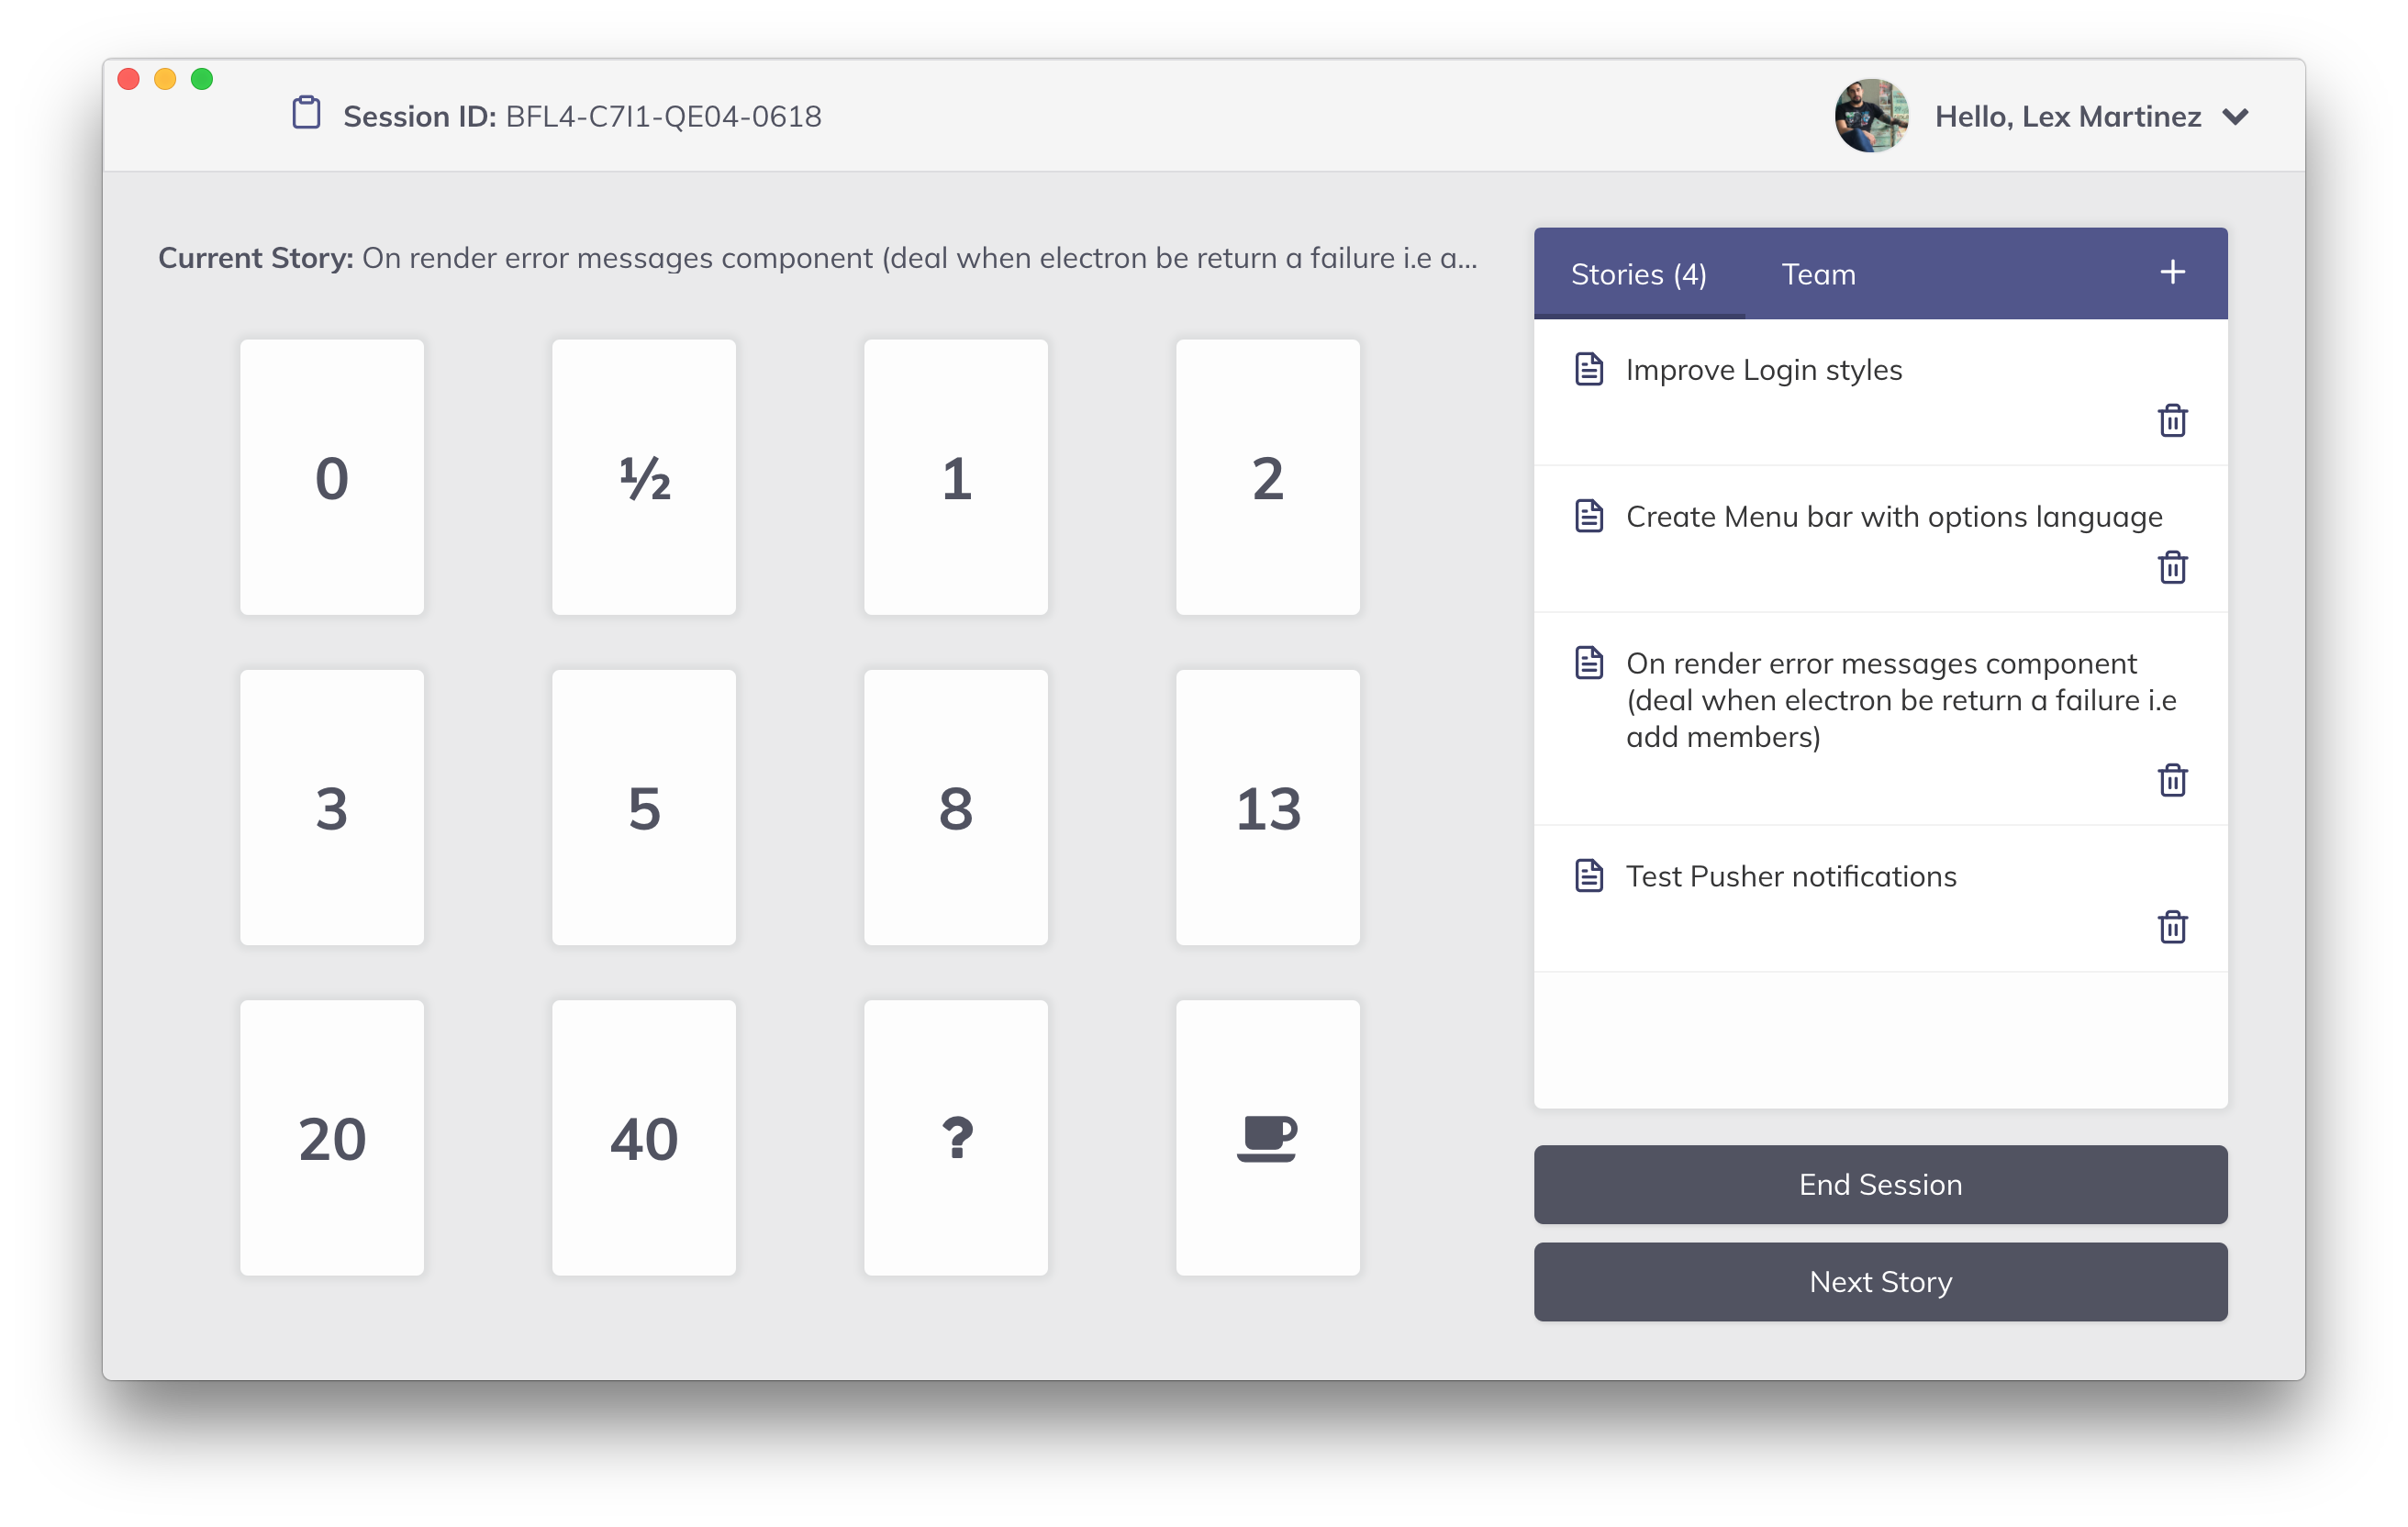 Session ID: BFL4-C7I1-QE04-0618
Hello, Lex Martinez
Current Story: On render error messages component (deal when electron be return a failure i.e a...
0
½
1
2
3
5
8
13
20
40
?
Stories (4)
Team
+
Improve Login styles
Create Menu bar with options language
On render error messages component
(deal when electron be return a failure i.e
add members)
Test Pusher notifications
End Session
Next Story